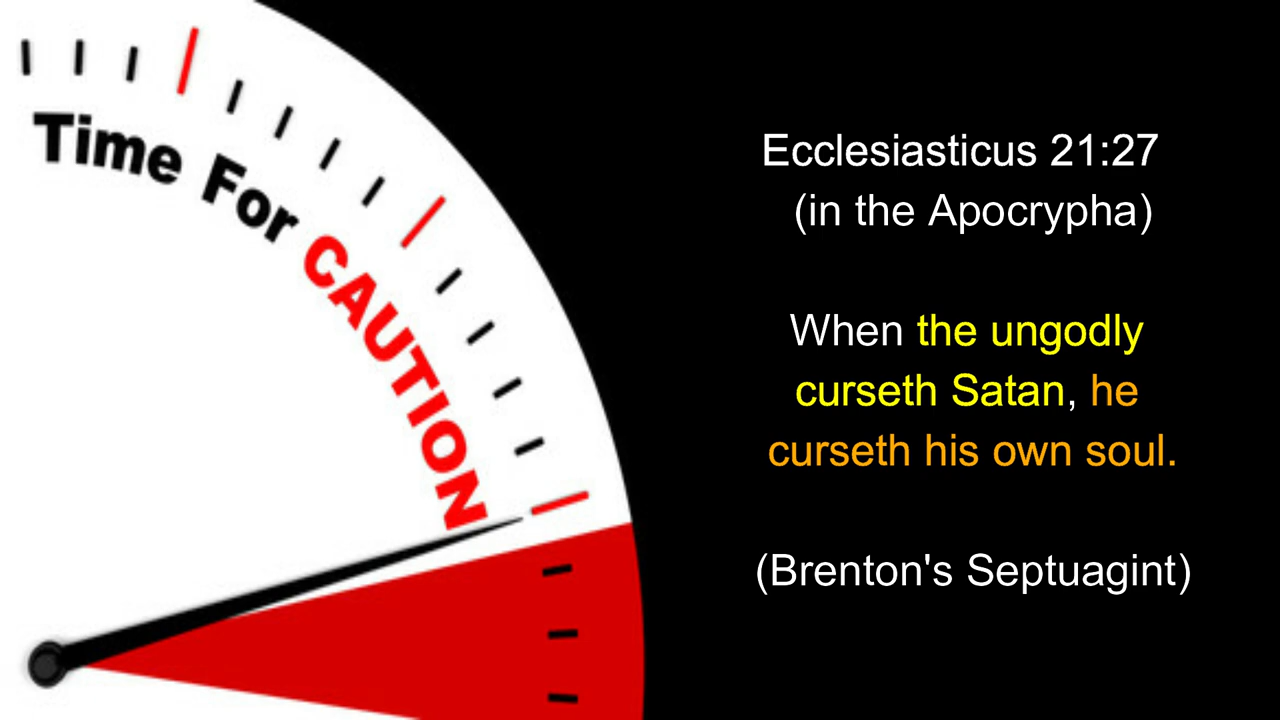 Time For CAUTION
Ecclesiasticus 21:27
(in the Apocrypha)
When the ungodly
curseth Satan, he
curseth his own soul.
(Brenton's Septuagint)